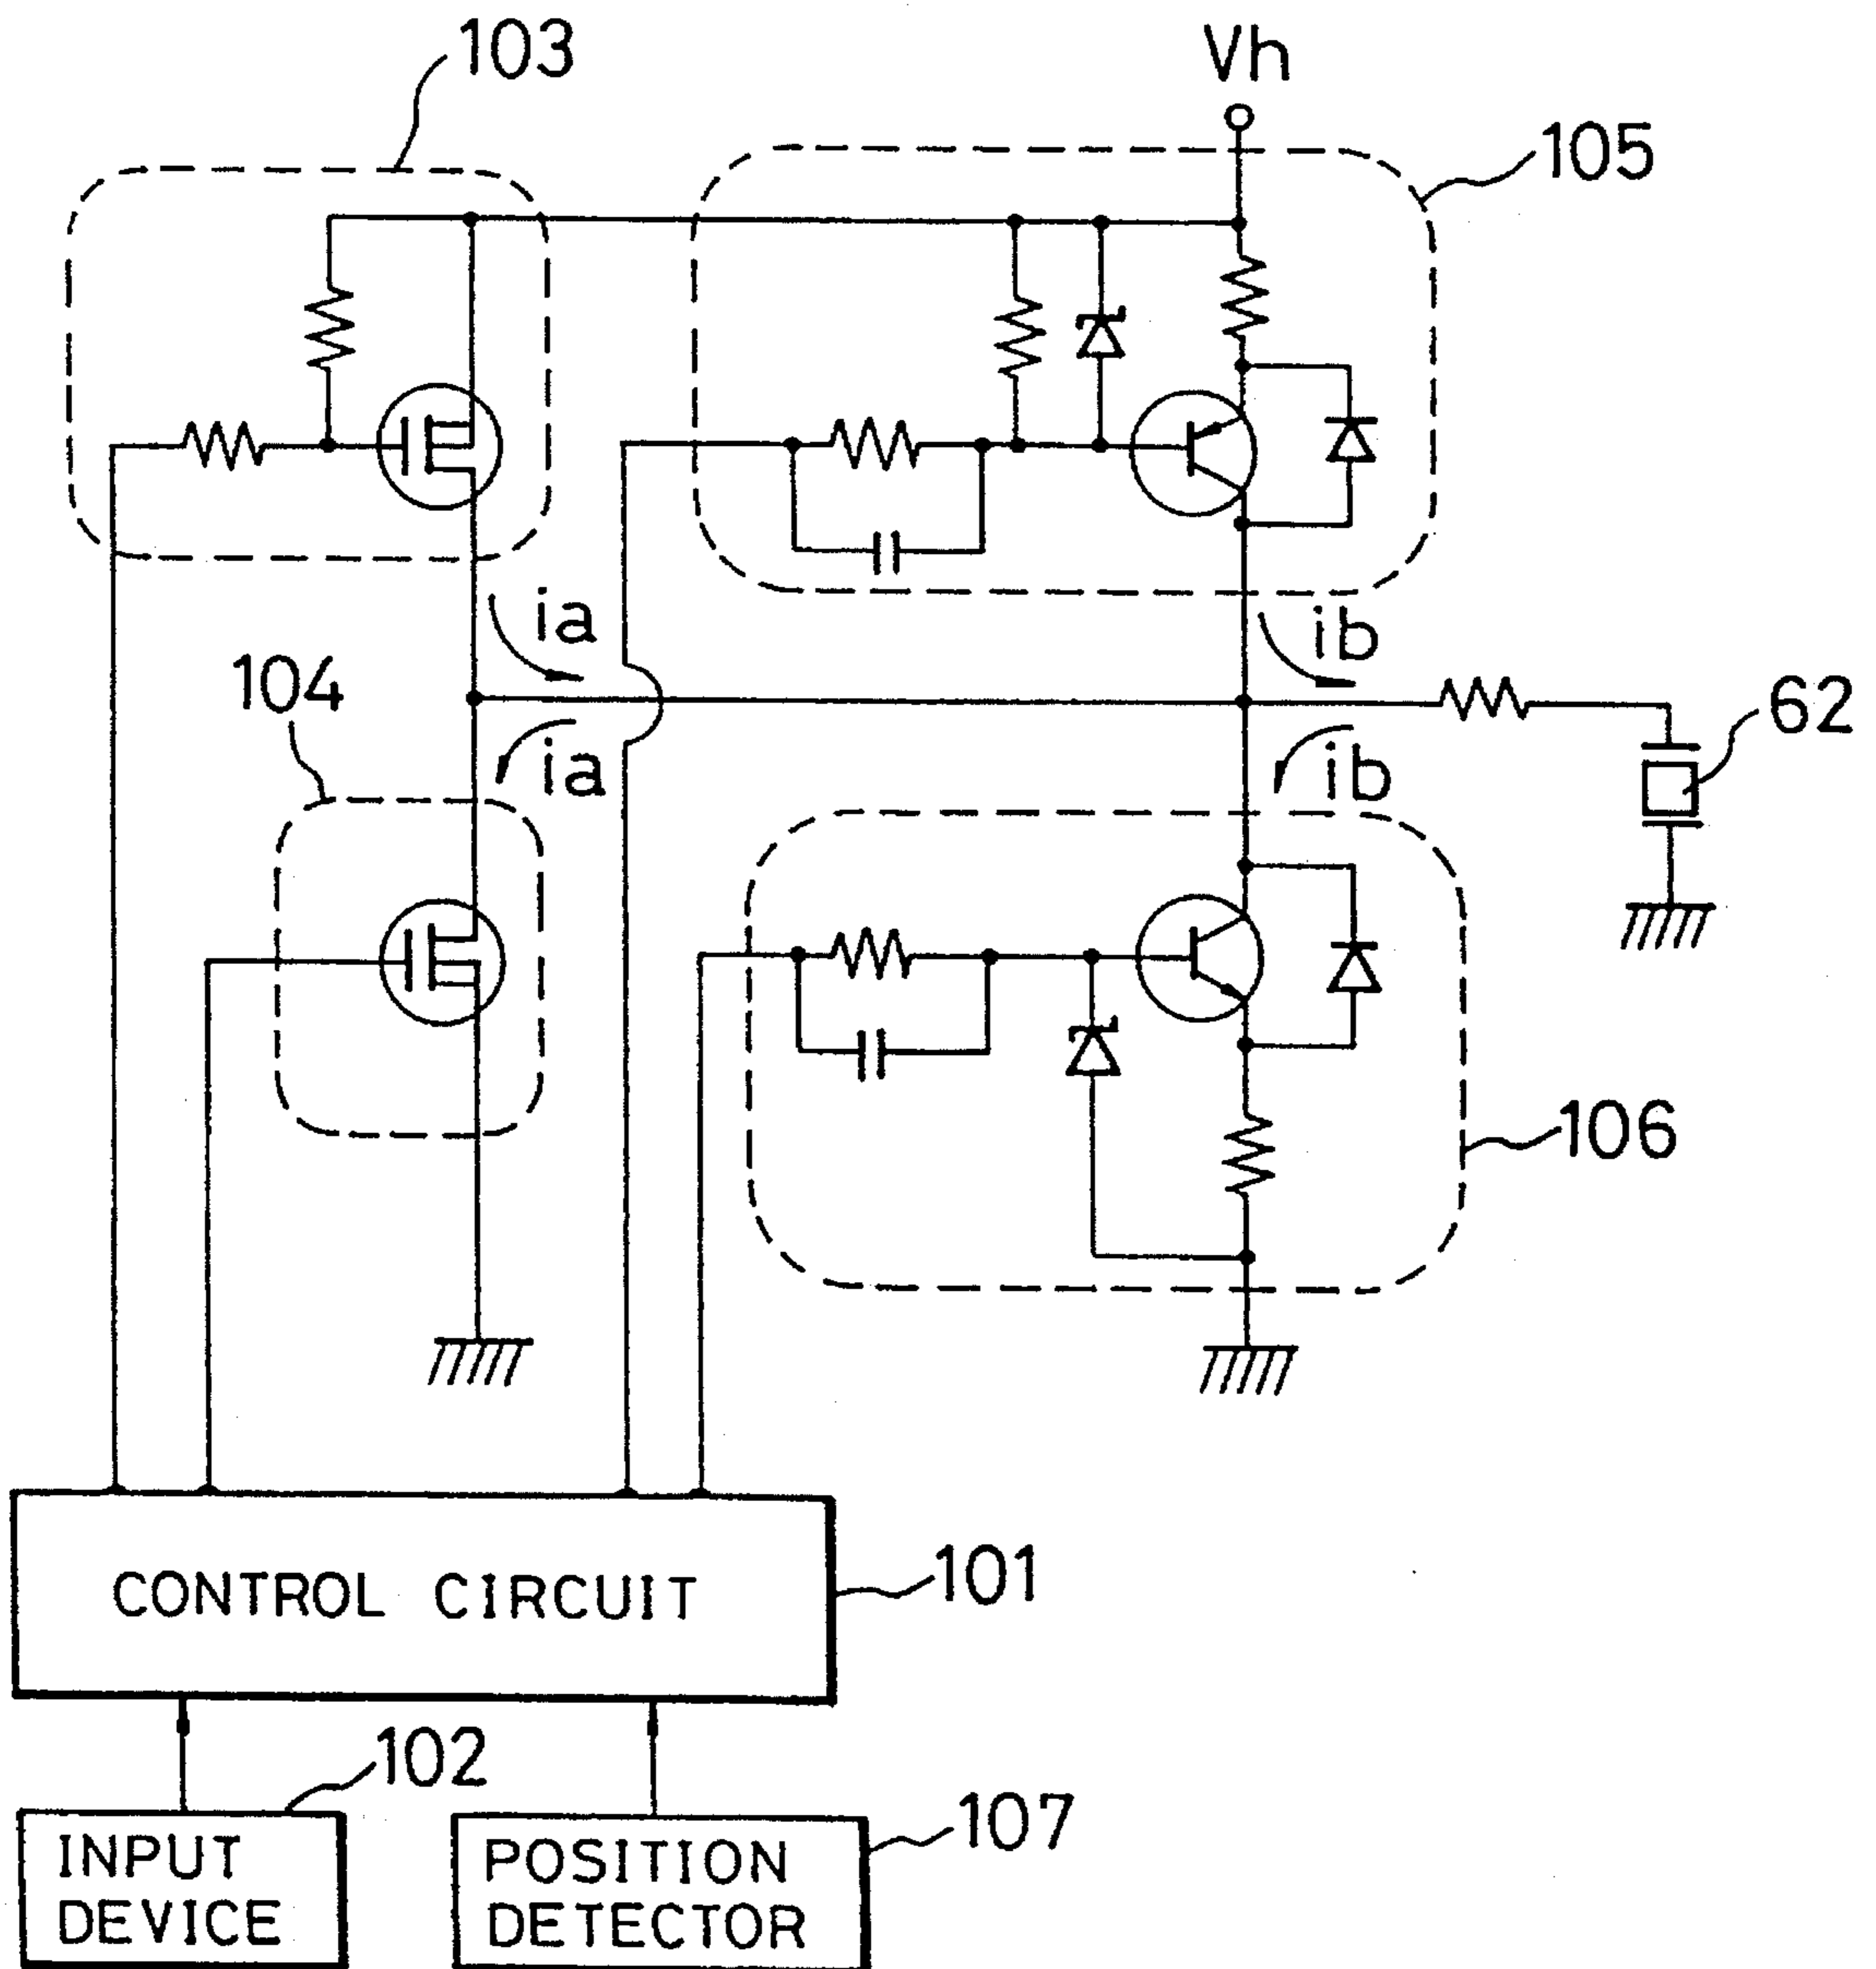 103
Vh
105
ia
ib
104
62
ia
ib
106
CONTROL CIRCUIT
101
102
107
INPUT
DEVICE
POSITION
DETECTOR